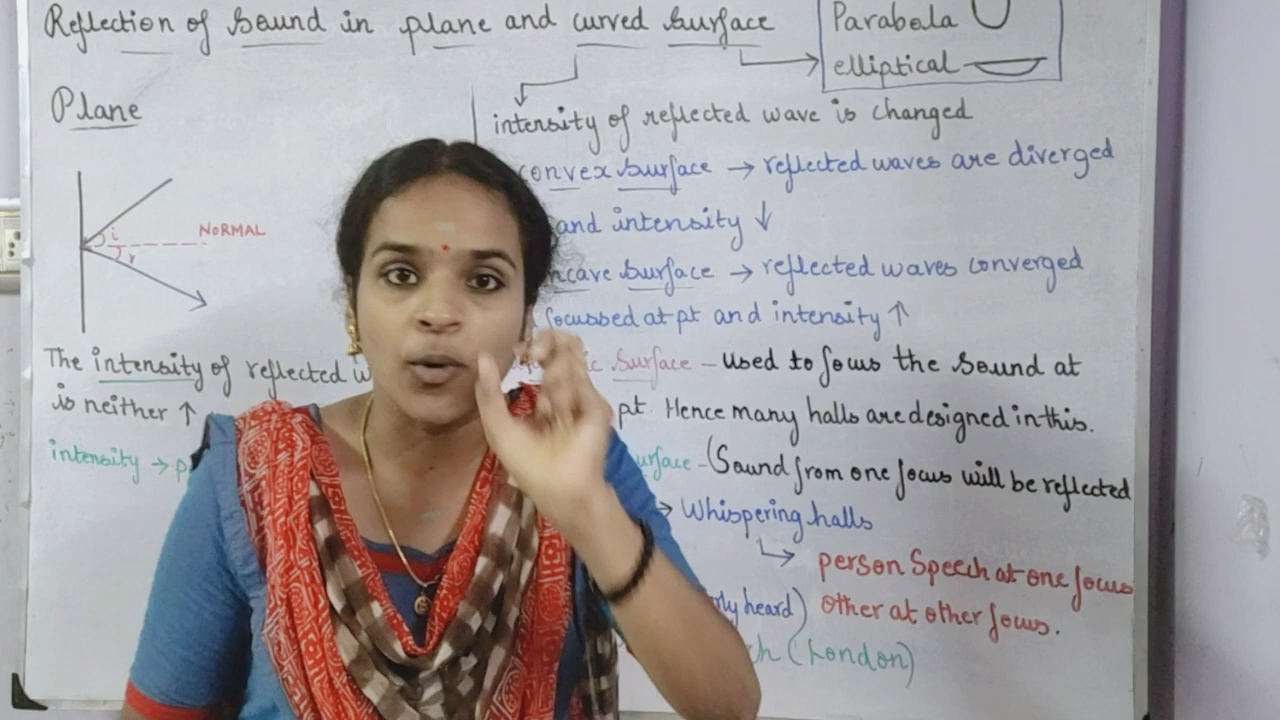 Reflection of sound in plane and curved surface
Parabola
elliptical
Plane
intensity of reflected wave is changed
convex surface → reflected waves are diverged
and intensity ↓
surface → reflected waves converged
focussed at pt and intensity ↑
i
r
NORMAL
The intensity of reflected
is neither ↑
intensity →
surface - used to focus the sound at
pt. Hence many halls are designed in this.
- (Sound from one focus will be reflected
→ Whispering halls
person Speech at one focus
heard) other at other focus.
(London)